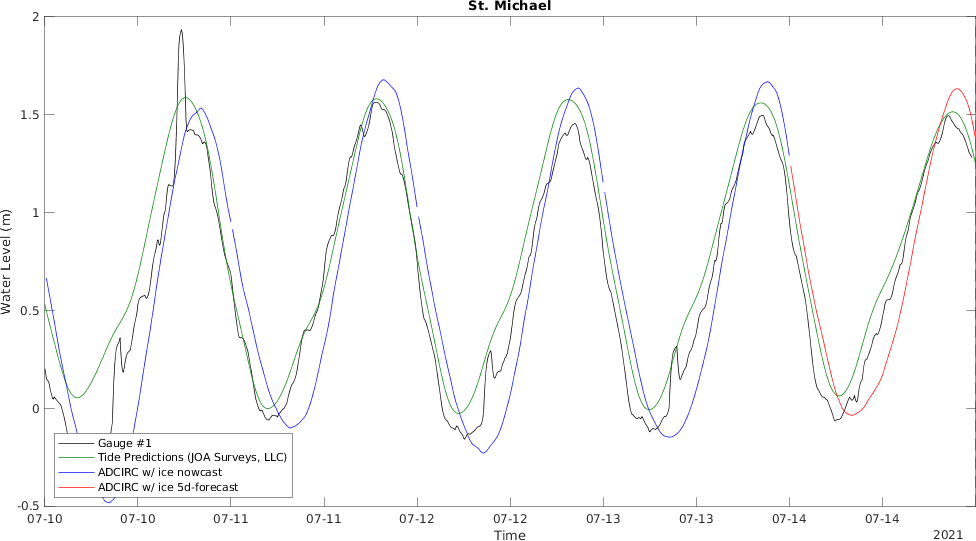 St. Michael
2
1.5
1
0.5
0
-0.5
Water Level (m)
Gauge #1
Tide Predictions (JOA Surveys, LLC)
ADCIRC w/ ice nowcast
ADCIRC w/ ice 5d-forecast
07-10 07-10 07-11 07-11 07-12 07-12 07-13 07-13 07-14 07-14
Time
2021